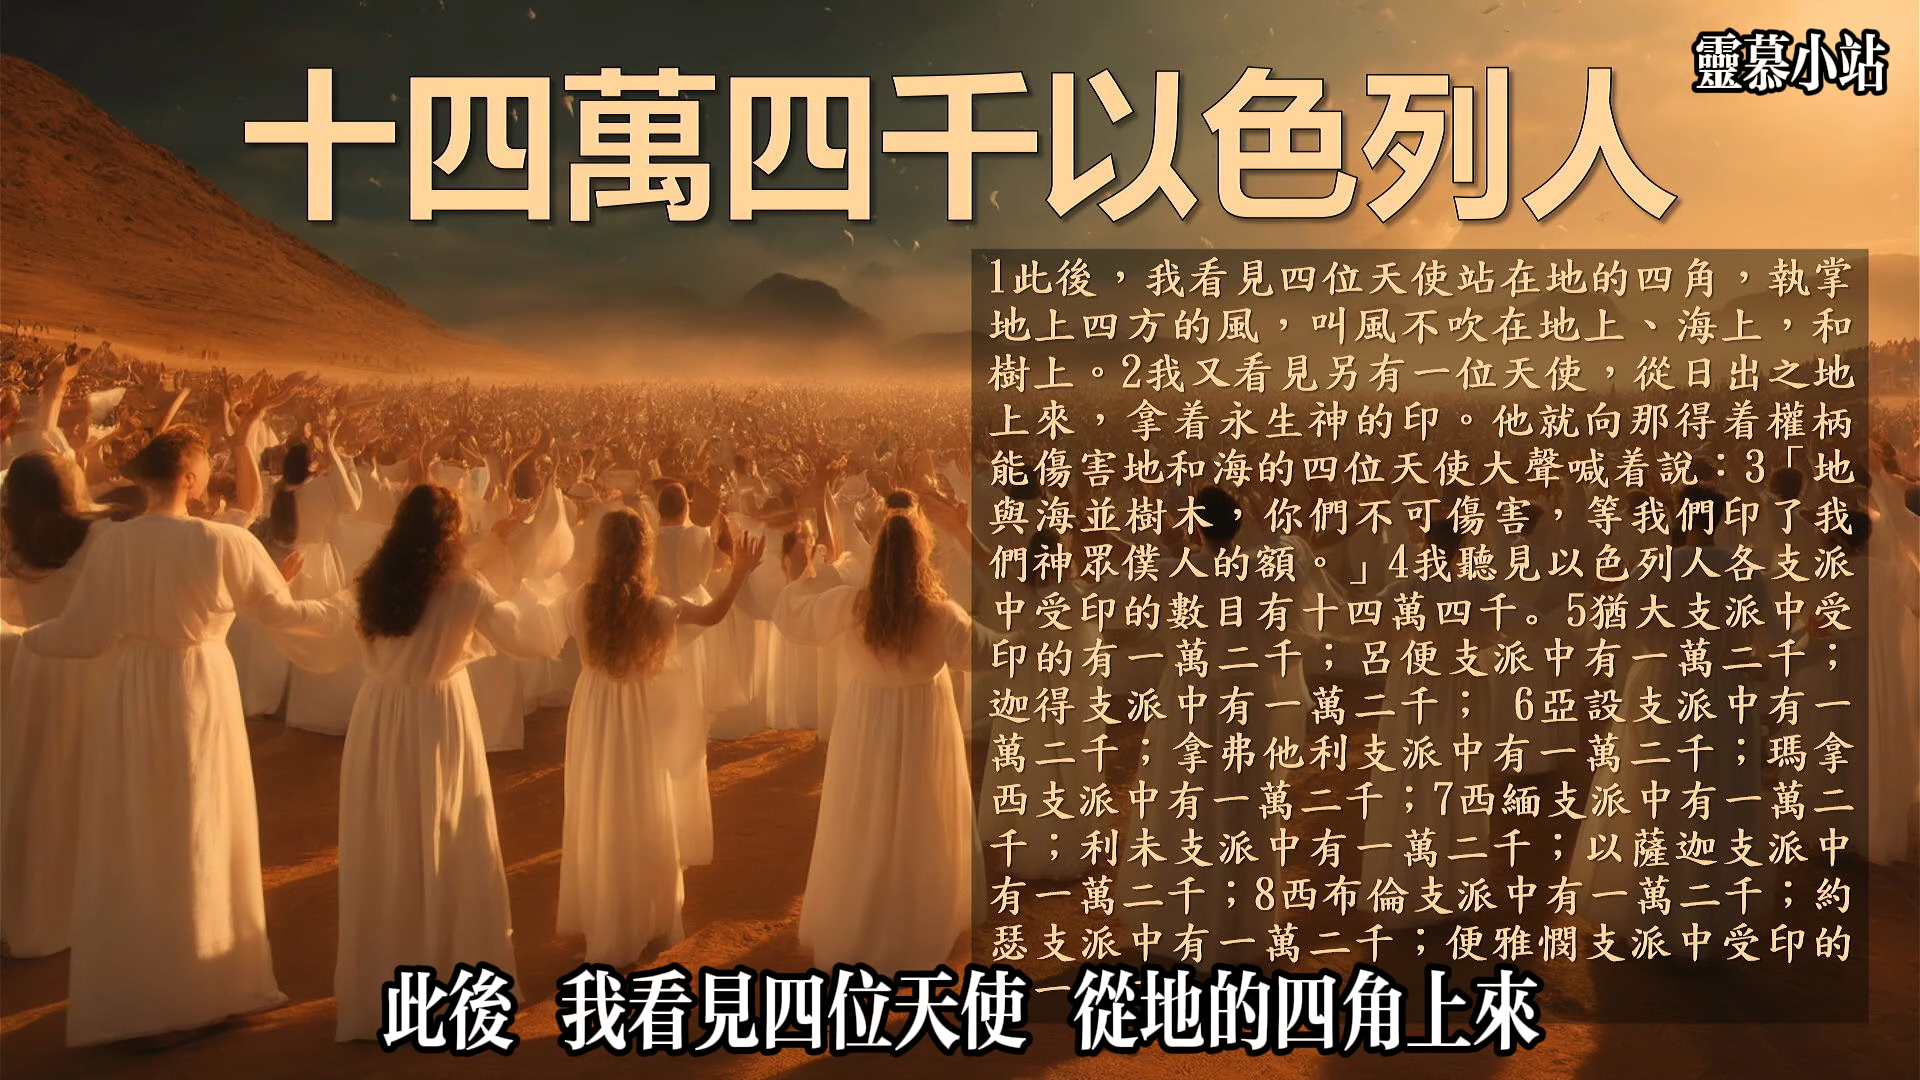 靈慕小站
十四萬四千以色列人
1此後，我看見四位天使站在地的四角，執掌
地上四方的風，叫風不吹在地上、海上，和
樹上。2我又看見另有一位天使，從日出之地
上來，拿着永生神的印。他就向那得着權柄
能傷害地和海的四位天使大聲喊着說：3「地
與海並樹木，你們不可傷害，等我們印了我
們神眾僕人的額。」4我聽見以色列人各支派
中受印的數目有十四萬四千。5猶大支派中受
印的有一萬二千；呂便支派中有一萬二千；
迦得支派中有一萬二千； 6亞設支派中有一
萬二千；拿弗他利支派中有一萬二千；瑪拿
西支派中有一萬二千；7西緬支派中有一萬二
千；利未支派中有一萬二千；以薩迦支派中
有一萬二千；8西布倫支派中有一萬二千；約
瑟支派中有一萬二千；便雅憫支派中受印的
此後 我看見四位天使 從地的四角上來